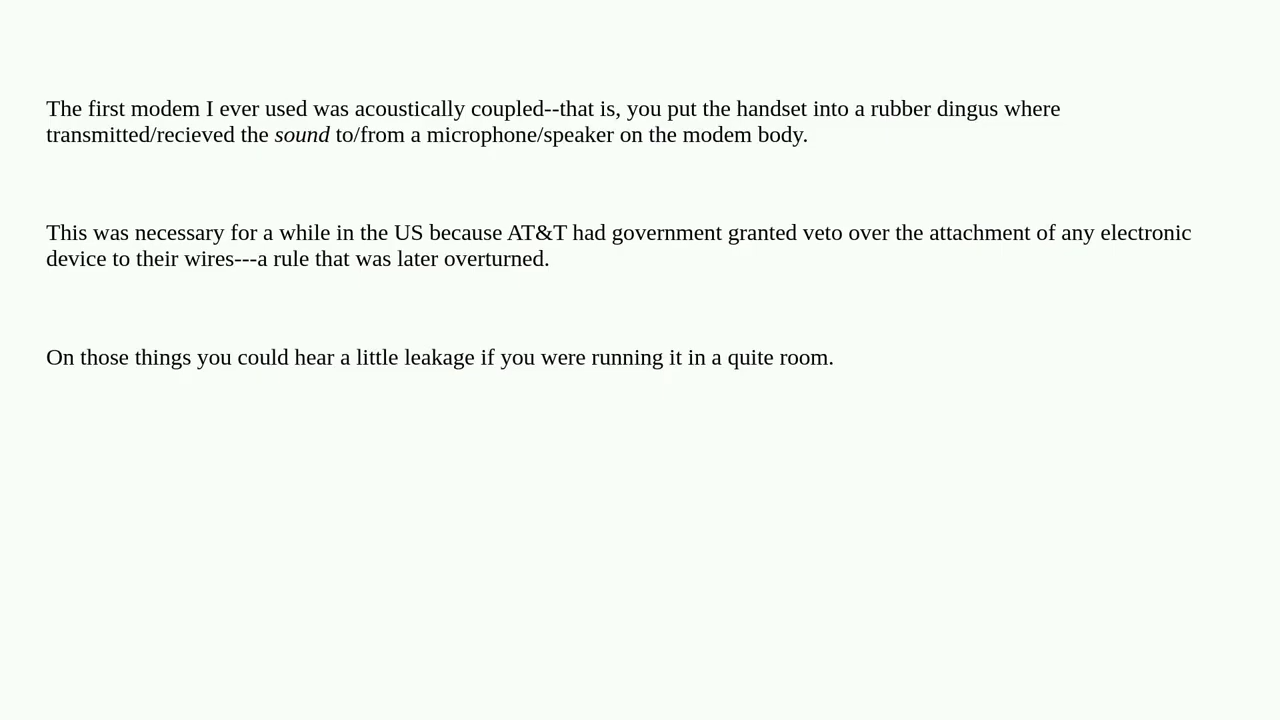 The first modem I ever used was acoustically coupled--that is, you put the handset into a rubber dingus where
transmitted/recieved the sound to/from a microphone/speaker on the modem body.
This was necessary for a while in the US because AT&T had government granted veto over the attachment of any electronic
device to their wires---a rule that was later overturned.
On those things you could hear a little leakage if you were running it in a quite room.